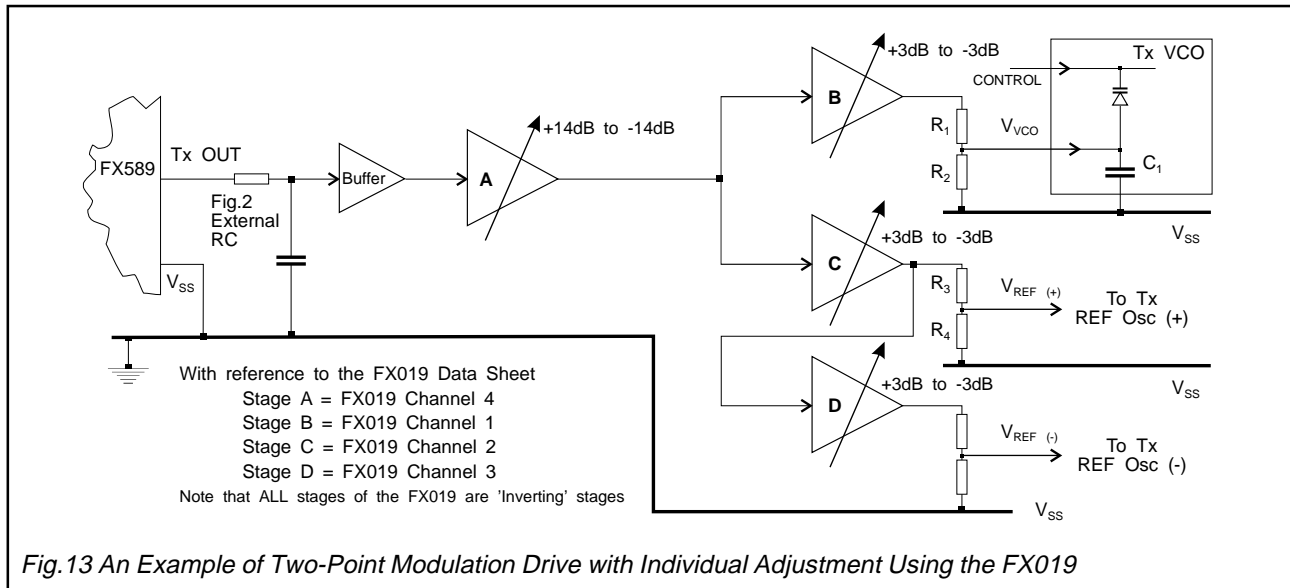 +3dB to -3dB
Tx VCO
CONTROL
B
+14dB to -14dB
R1
VVCO
Tx OUT
FX589
Buffer
A
R2
C1
Fig.2
External
RC
VSS
+3dB to -3dB
VSS
C
R3
VREF (+)
To Tx
REF Osc (+)
R4
VSS
With reference to the FX019 Data Sheet
Stage A = FX019 Channel 4
Stage B = FX019 Channel 1
Stage C = FX019 Channel 2
Stage D = FX019 Channel 3
Note that ALL stages of the FX019 are 'Inverting' stages
+3dB to -3dB
D
VREF (-)
To Tx
REF Osc (-)
VSS
Fig.13 An Example of Two-Point Modulation Drive with Individual Adjustment Using the FX019